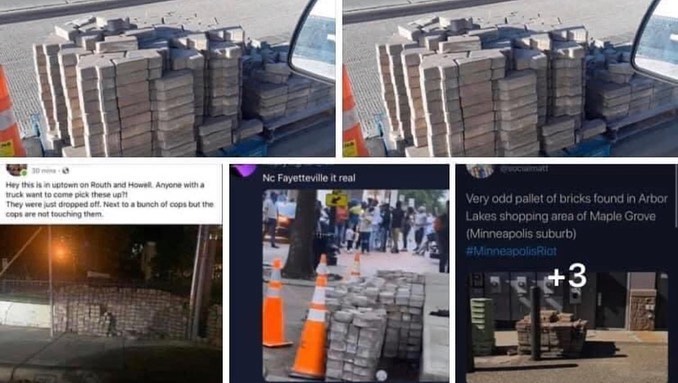 30 mins
Hey this is in uptown on Routh and Howell. Anyone with a
truck want to come pick these up?!
They were just dropped off. Next to a bunch of cops but the
cops are not touching them.
Nc Fayetteville it real
Very odd pallet of bricks found in Arbor
Lakes shopping area of Maple Grove
(Minneapolis suburb)
#MinneapolisRiot
+3